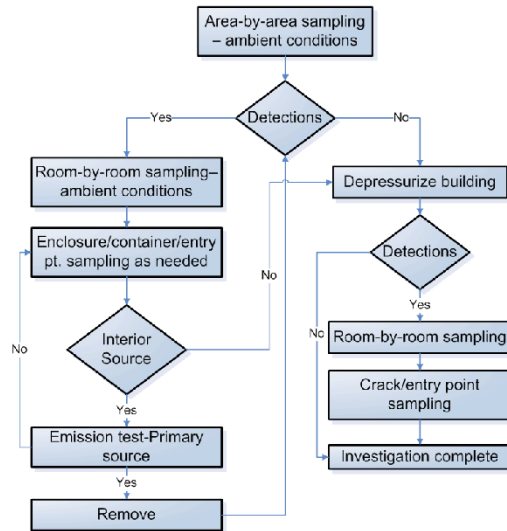 Area-by-area sampling
– ambient conditions
Detections
Yes
No
Room-by-room sampling–
ambient conditions
Depressurize building
Enclosure/container/entry
pt. sampling as needed
Detections
No
Yes
No
No
Interior
Source
Room-by-room sampling
Crack/entry point
sampling
Yes
Emission test-Primary
source
Investigation complete
Yes
Remove